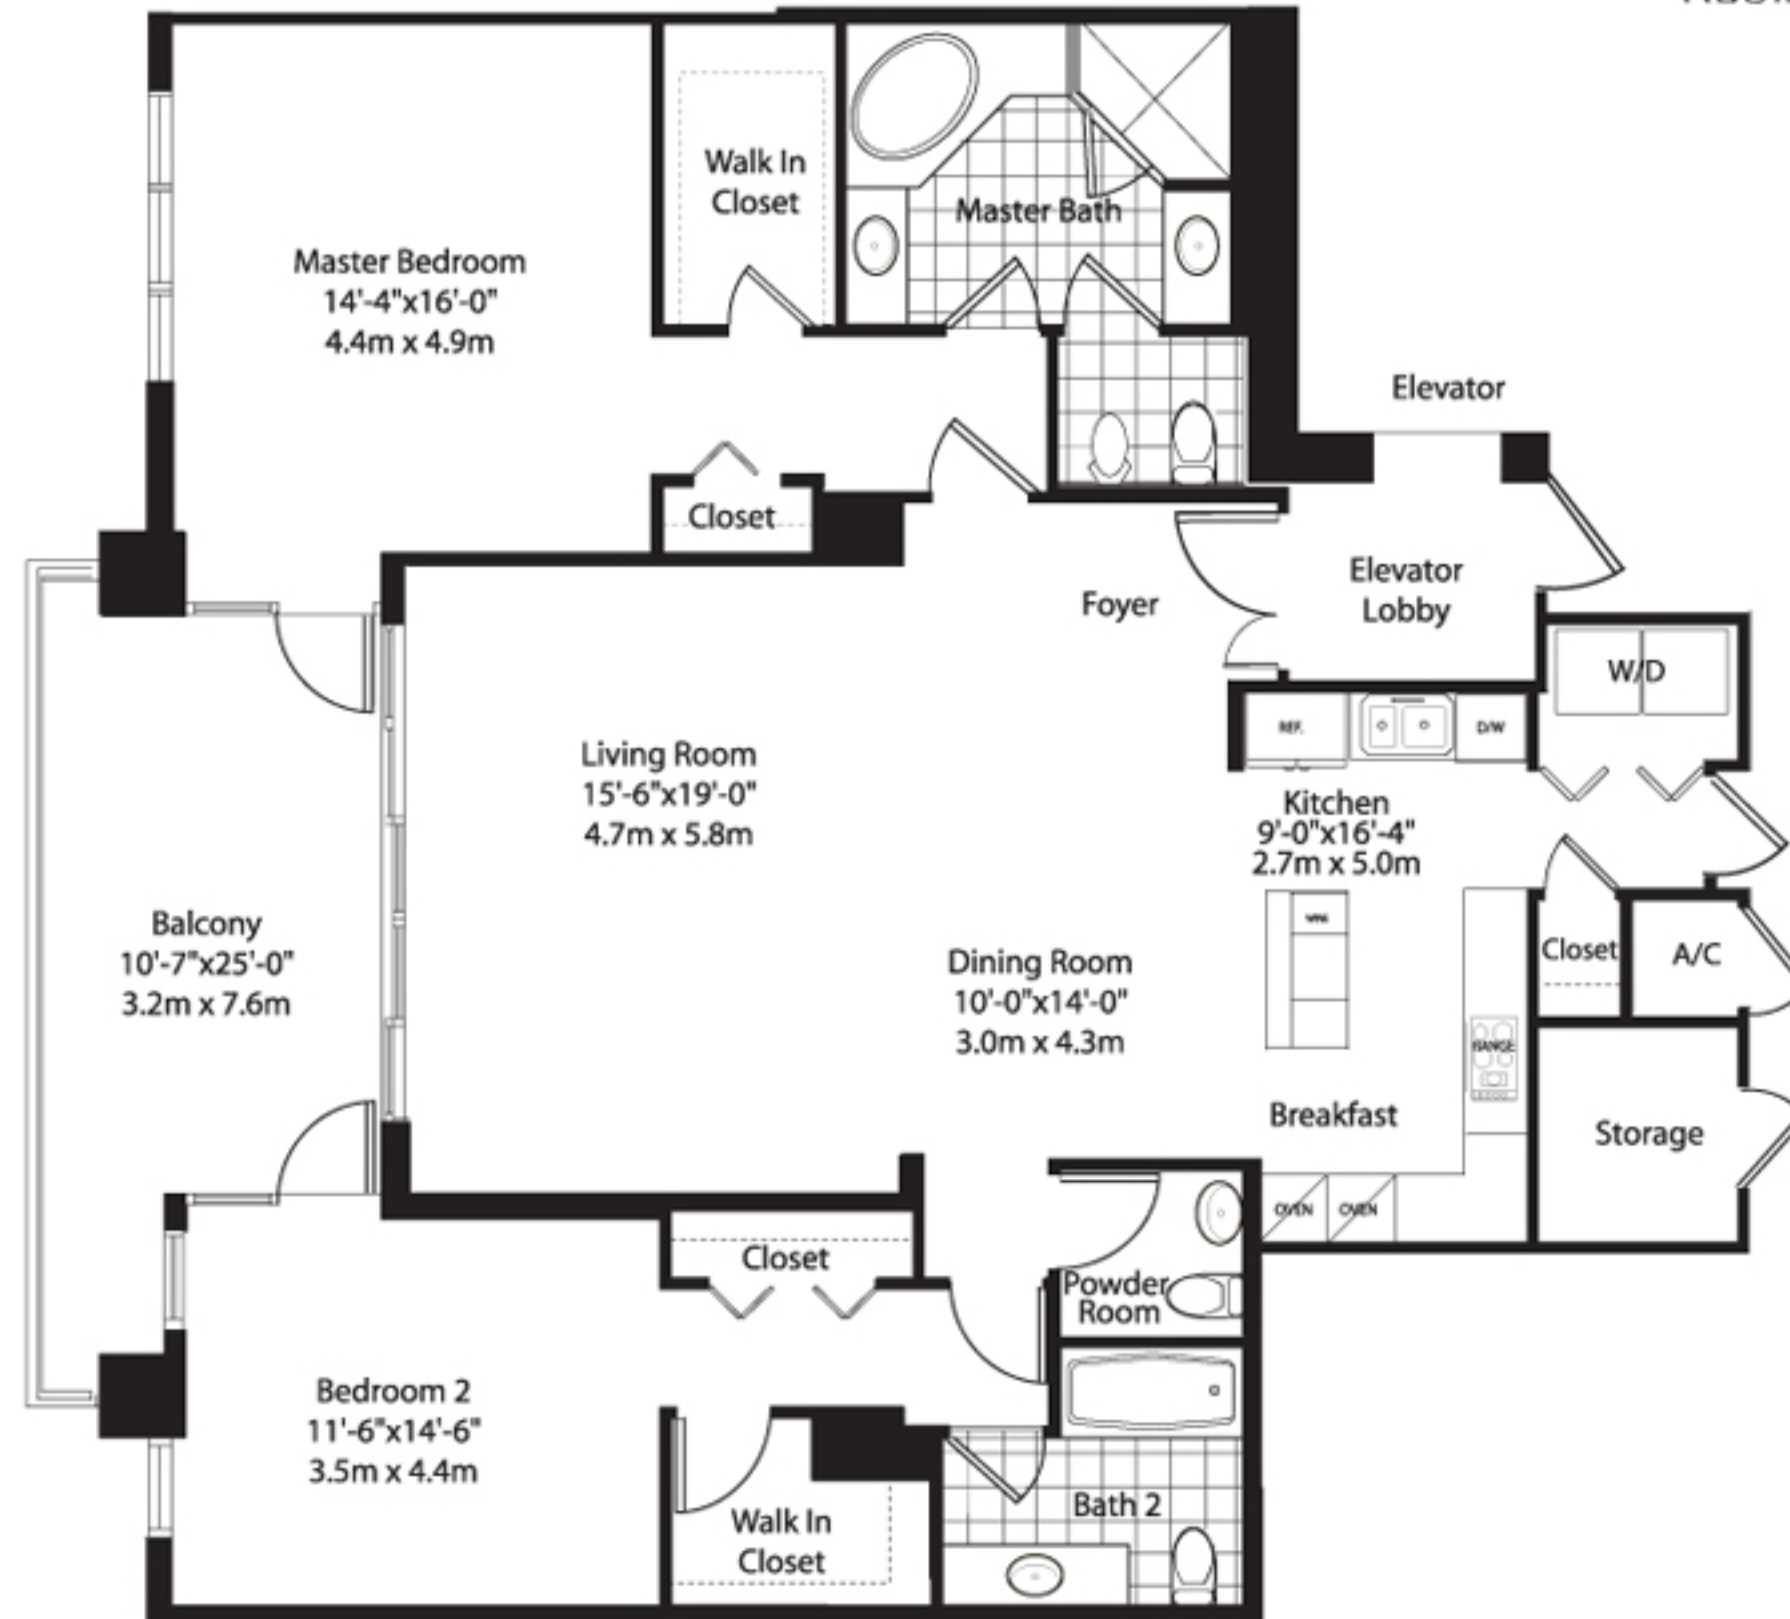 Walk In
Closet
Master Bath
Master Bedroom
14'-4"x16'-0"
4.4m x 4.9m
Elevator
Closet
Elevator
Lobby
Foyer
W/D
REF.
D/W
Living Room
15'-6"x19'-0"
4.7m x 5.8m
Kitchen
9'-0"x16'-4"
2.7m x 5.0m
Balcony
10'-7"x25'-0"
3.2m x 7.6m
WINE
Dining Room
10'-0"x14'-0"
3.0m x 4.3m
Closet
A/C
RANGE
Breakfast
Storage
OVEN
OVEN
Closet
Powder
Room
Bedroom 2
11'-6"x14'-6"
3.5m x 4.4m
Bath 2
Walk In
Closet